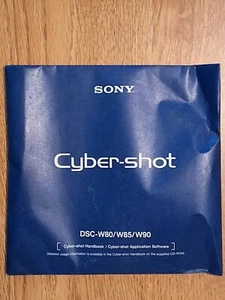 SONY
Cyber-shot
DSC-W80/W85/W90
Cyber-shot Handbook / Cyber-shot Application Software
Detailed usage information is available in the Cyber-shot Handbook on the supplied CD-ROM.